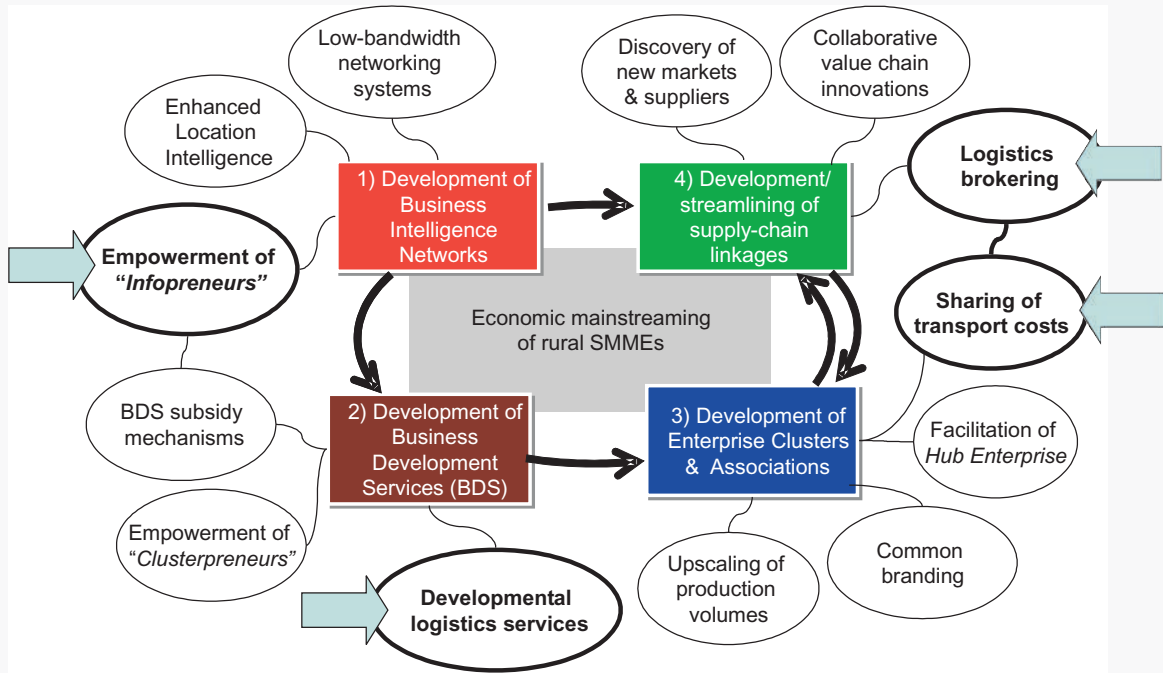 Low-bandwidth
networking
systems
Discovery of
new markets
& suppliers
Collaborative
value chain
innovations
Enhanced
Location
Intelligence
1) Development of
Business
Intelligence
Networks
4) Development/
streamlining of
supply-chain
linkages
Logistics
brokering
Empowerment of
“Infopreneurs”
Economic mainstreaming
of rural SMMEs
Sharing of
transport costs
BDS subsidy
mechanisms
2) Development of
Business
Development
Services (BDS)
3) Development of
Enterprise Clusters
& Associations
Facilitation of
Hub Enterprise
Empowerment of
“Clusterpreneurs”
Upscaling of
production
volumes
Common
branding
Developmental
logistics services